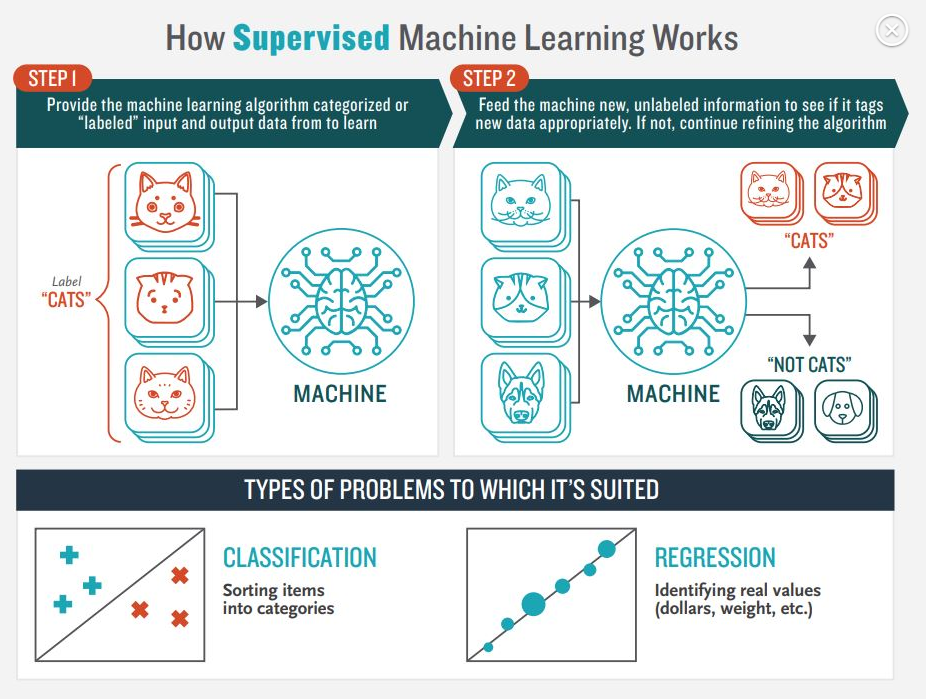 How Supervised Machine Learning Works
STEP 1
Provide the machine learning algorithm categorized or
“labeled” input and output data from to learn
STEP 2
Feed the machine new, unlabeled information to see if it tags
new data appropriately. If not, continue refining the algorithm
Label
“CATS”
MACHINE
MACHINE
“CATS”
“NOT CATS”
TYPES OF PROBLEMS TO WHICH IT’S SUITED
CLASSIFICATION
Sorting items
into categories
REGRESSION
Identifying real values
(dollars, weight, etc.)